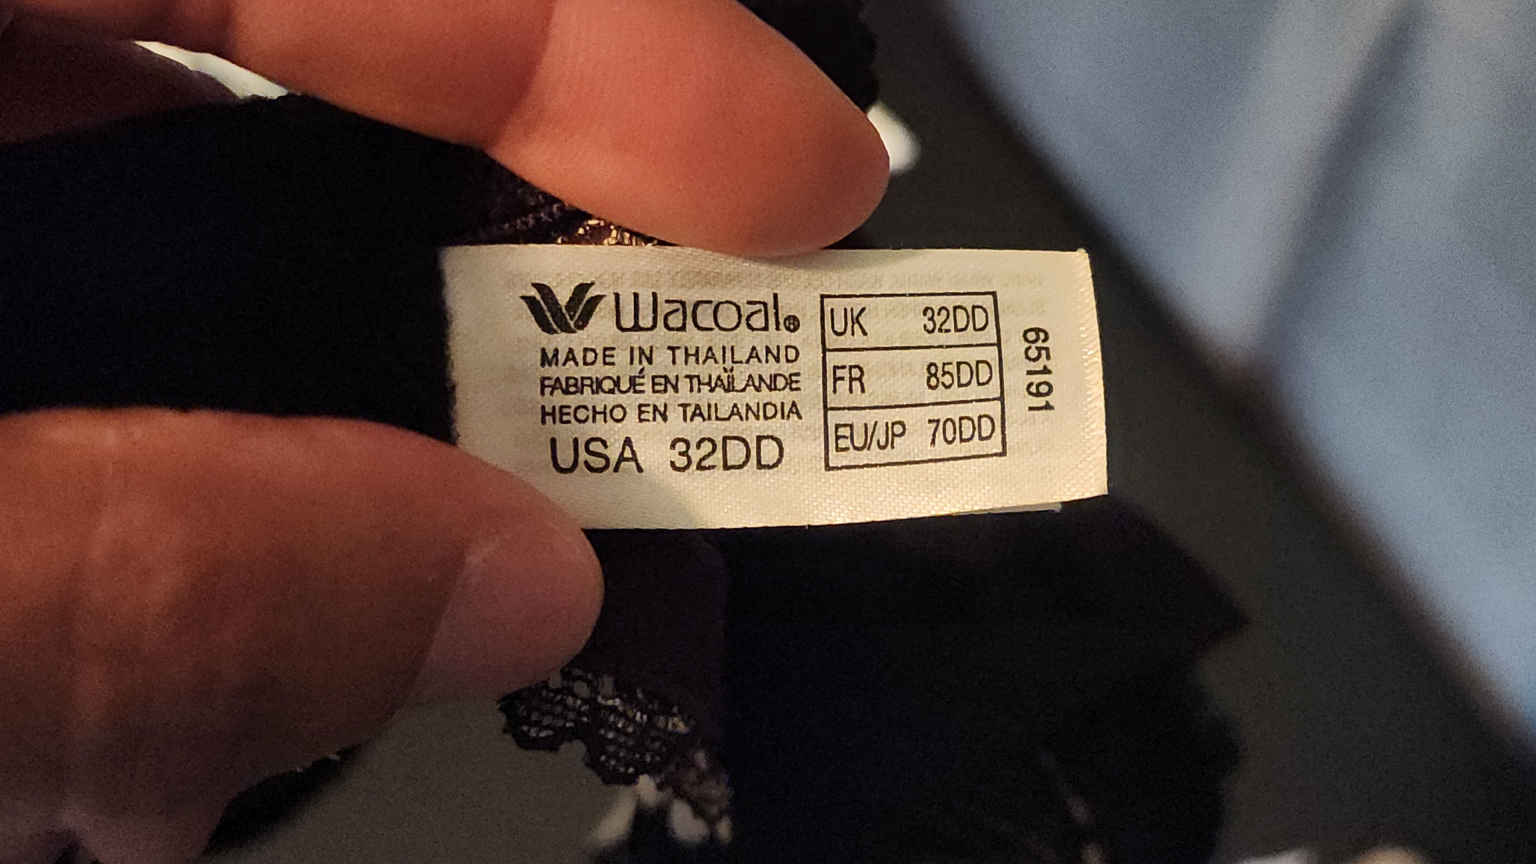 Wacoal®
MADE IN THAILAND
FABRIQUÉ EN THAÏLANDE
HECHO EN TAILANDIA
USA 32DD
UK 32DD
FR 85DD
EU/JP 70DD
65191